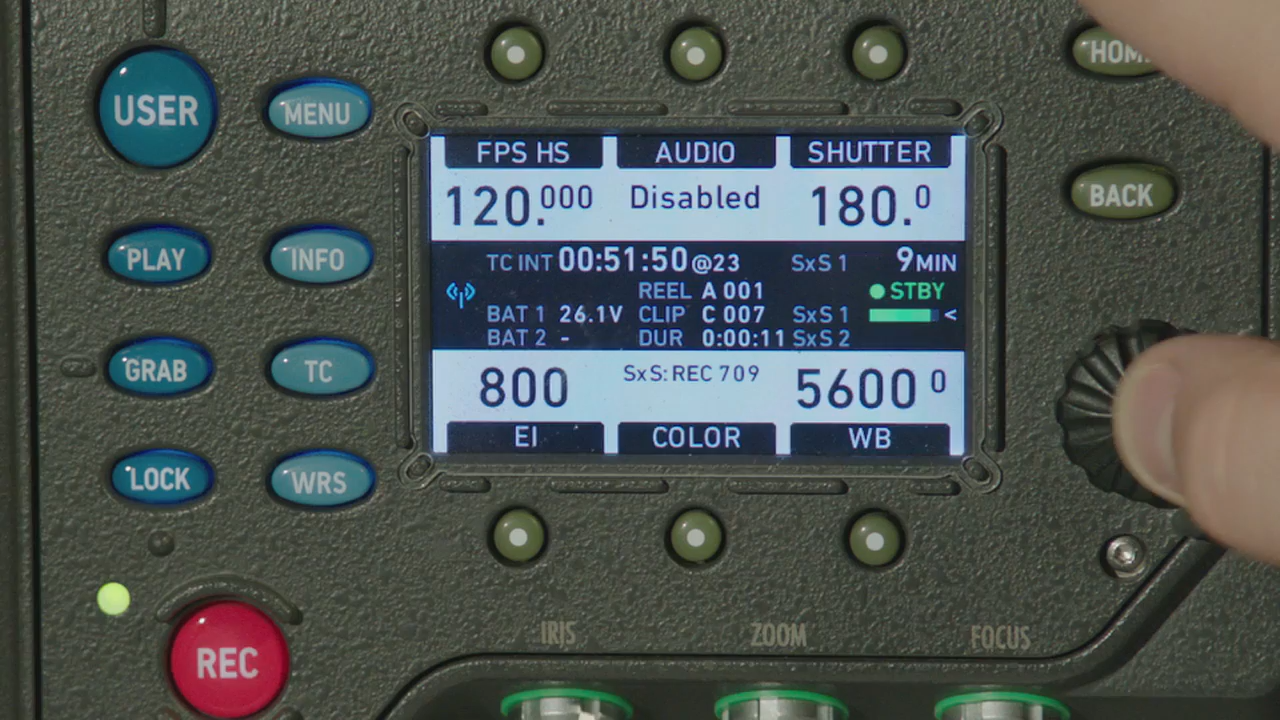 USER
MENU
HOM
FPS HS AUDIO SHUTTER
120.000 Disabled 180.0
BACK
PLAY
INFO
TC INT 00:51:50@23 SxS 1 9MIN
REEL A 001 STBY
BAT 1 26.1V CLIP C 007 SxS 1 <
BAT 2 - DUR 0:00:11 SxS 2
GRAB
TC
800 SxS: REC 709 5600 0
EI COLOR WB
LOCK
WRS
IRIS ZOOM FOCUS
REC